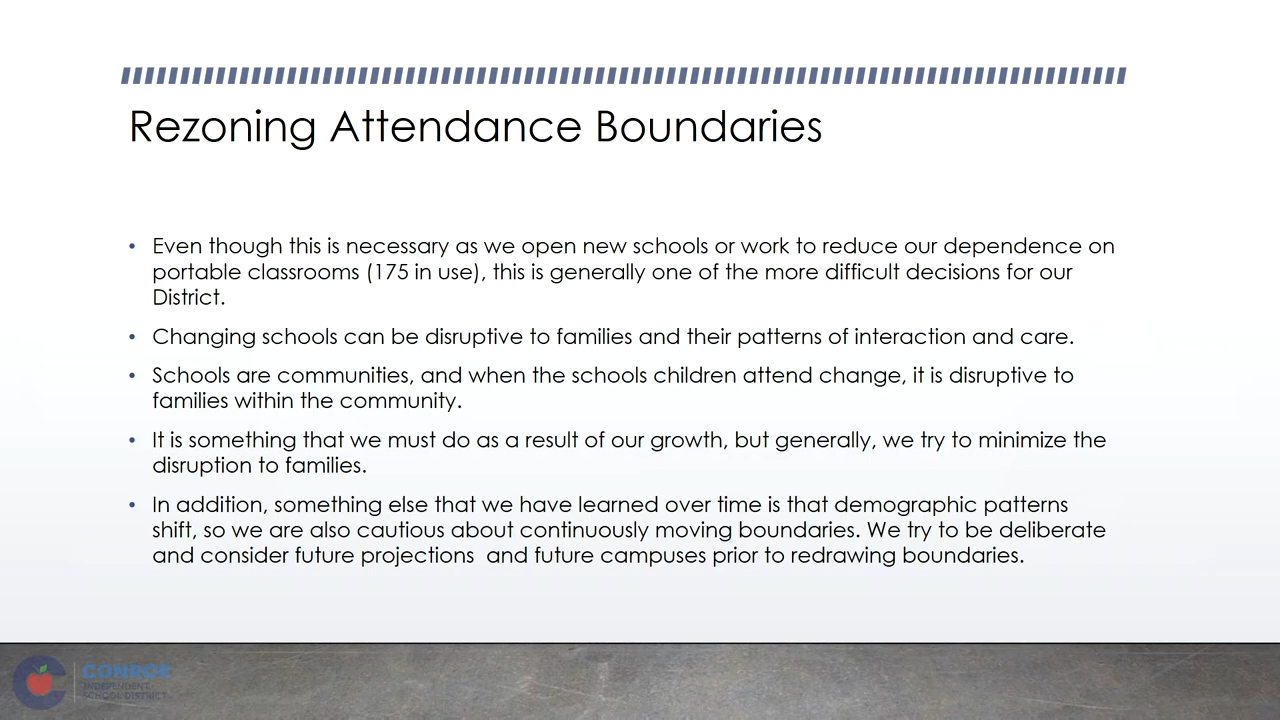 Rezoning Attendance Boundaries
• Even though this is necessary as we open new schools or work to reduce our dependence on
portable classrooms (175 in use), this is generally one of the more difficult decisions for our
District.
• Changing schools can be disruptive to families and their patterns of interaction and care.
• Schools are communities, and when the schools children attend change, it is disruptive to
families within the community.
• It is something that we must do as a result of our growth, but generally, we try to minimize the
disruption to families.
• In addition, something else that we have learned over time is that demographic patterns
shift, so we are also cautious about continuously moving boundaries. We try to be deliberate
and consider future projections  and future campuses prior to redrawing boundaries.
CONROE
INDEPENDENT
SCHOOL DISTRICT